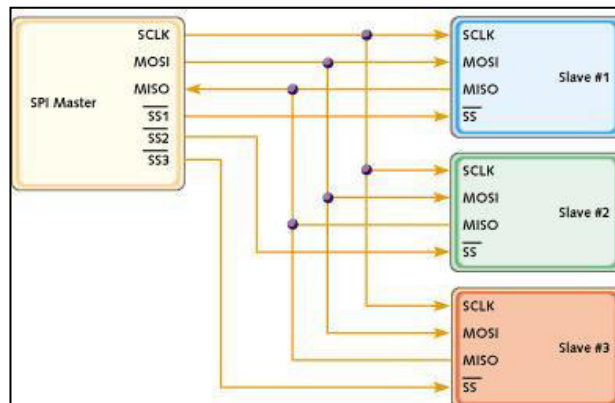 SPI Master
SCLK
MOSI
MISO
SS1
SS2
SS3
SCLK
MOSI
MISO
SS
Slave #1
SCLK
MOSI
MISO
SS
Slave #2
SCLK
MOSI
MISO
SS
Slave #3